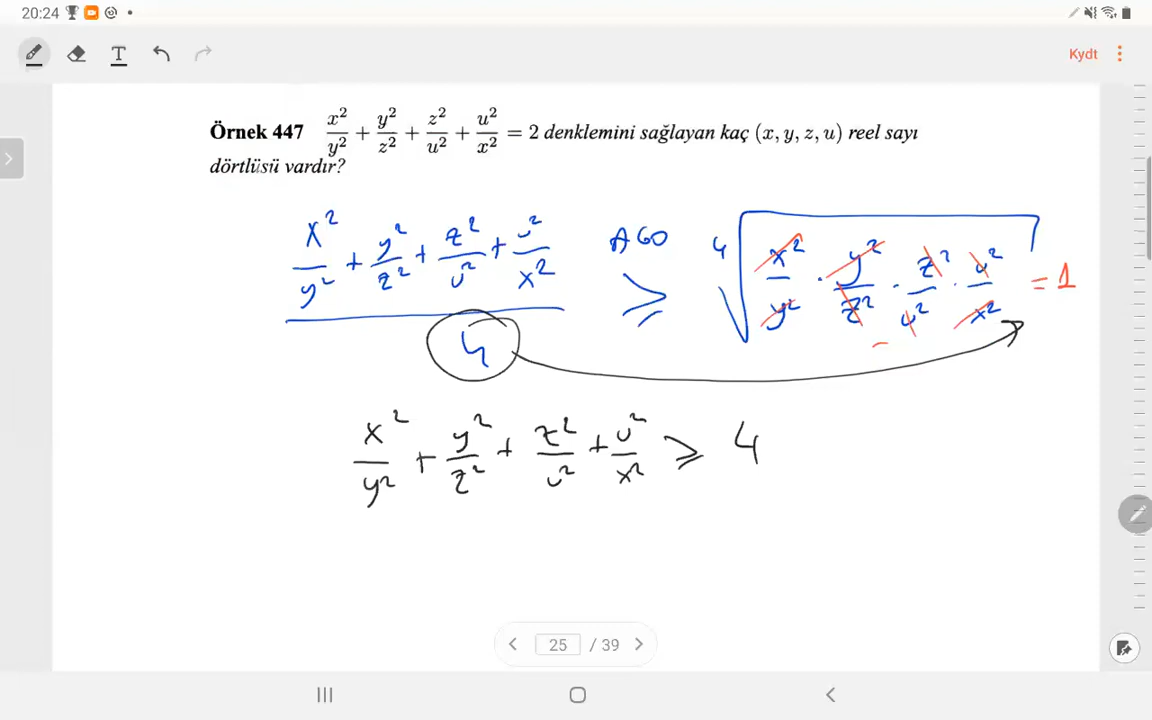 20:24
T
Kydt
Örnek 447 x²/y² + y²/z² + z²/u² + u²/x² = 2 denklemini sağlayan kaç (x, y, z, u) reel sayı
dörtlüsü vardır?
(x²/y² + y²/z² + z²/u² + u²/x²)/4 AGO ≥ ⁴√(x²/y² · y²/z² · z²/u² · u²/x²) = 1
x²/y² + y²/z² + z²/u² + u²/x² ≥ 4
25 / 39